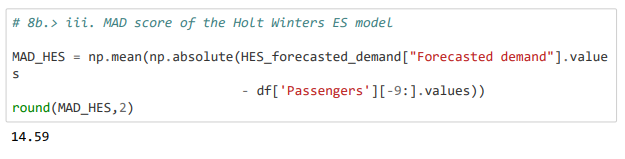 # 8b.> iii. MAD score of the Holt Winters ES model
MAD_HES = np.mean(np.absolute(HES_forecasted_demand["Forecasted demand"].value
s
- df['Passengers'][-9:].values))
round(MAD_HES,2)
14.59